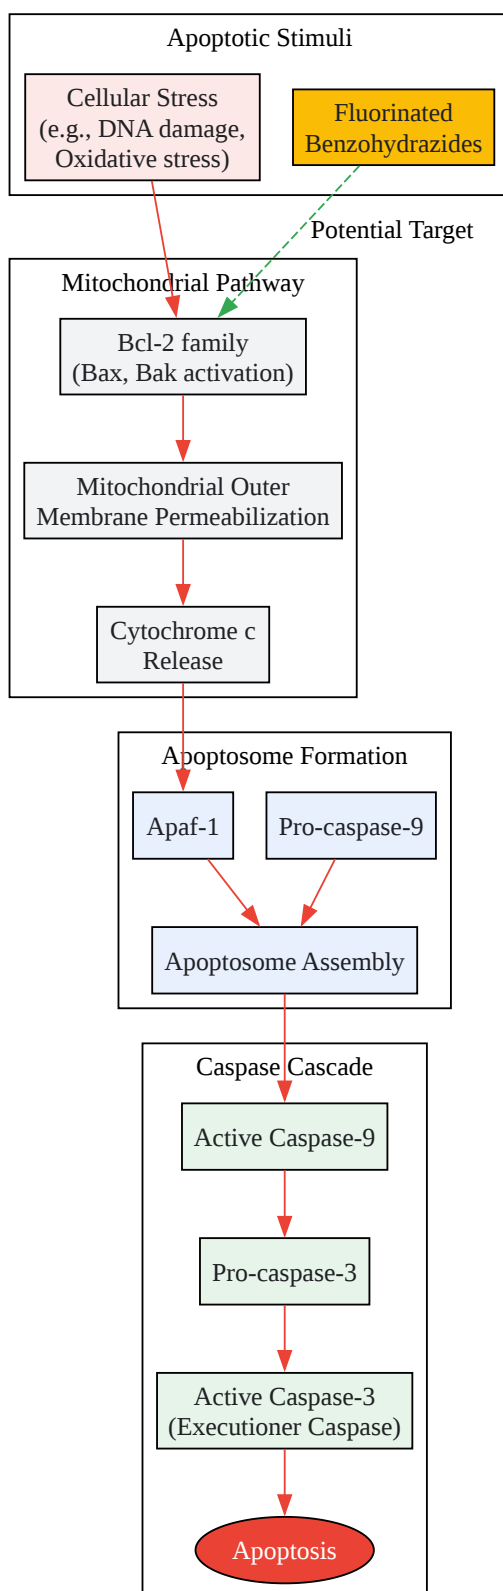 Apoptotic Stimuli
Cellular Stress
(e.g., DNA damage,
Oxidative stress)
Fluorinated
Benzohydrazides
Potential Target
Mitochondrial Pathway
Bcl-2 family
(Bax, Bak activation)
Mitochondrial Outer
Membrane Permeabilization
Cytochrome c
Release
Apoptosome Formation
Apaf-1
Pro-caspase-9
Apoptosome Assembly
Caspase Cascade
Active Caspase-9
Pro-caspase-3
Active Caspase-3
(Executioner Caspase)
Apoptosis